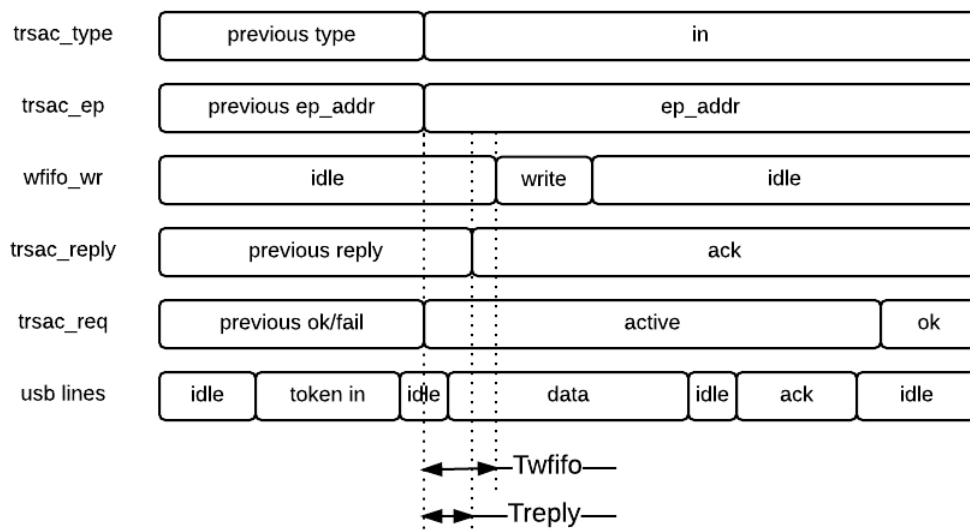 trsac_type previous type in
trsac_ep previous ep_addr ep_addr
wfifo_wr idle write idle
trsac_reply previous reply ack
trsac_req previous ok/fail active ok
usb lines idle token in idle data idle ack idle
Twfifo
Treply